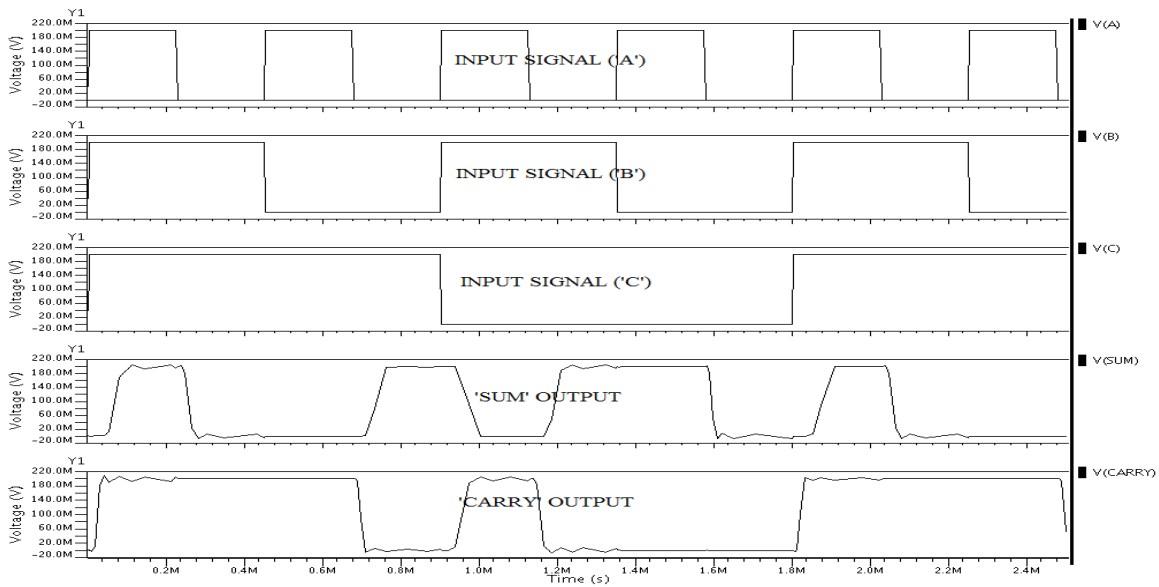 Y1
Voltage (V)
220.0M
180.0M
140.0M
100.0M
60.0M
20.0M
-20.0M
INPUT SIGNAL ('A')
V(A)
Y1
Voltage (V)
220.0M
180.0M
140.0M
100.0M
60.0M
20.0M
-20.0M
INPUT SIGNAL ('B')
V(B)
Y1
Voltage (V)
220.0M
180.0M
140.0M
100.0M
60.0M
20.0M
-20.0M
INPUT SIGNAL ('C')
V(C)
Y1
Voltage (V)
220.0M
180.0M
140.0M
100.0M
60.0M
20.0M
-20.0M
'SUM' OUTPUT
V(SUM)
Y1
Voltage (V)
220.0M
180.0M
140.0M
100.0M
60.0M
20.0M
-20.0M
'CARRY' OUTPUT
V(CARRY)
0.2M 0.4M 0.6M 0.8M 1.0M 1.2M 1.4M 1.6M 1.8M 2.0M 2.2M 2.4M
Time (s)